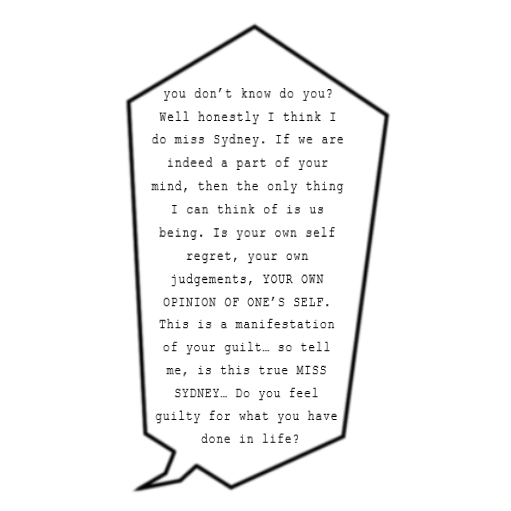 you don’t know do you?
Well honestly I think I
do miss Sydney. If we are
indeed a part of your
mind, then the only thing
I can think of is us
being. Is your own self
regret, your own
judgements, YOUR OWN
OPINION OF ONE’S SELF.
This is a manifestation
of your guilt… so tell
me, is this true MISS
SYDNEY… Do you feel
guilty for what you have
done in life?